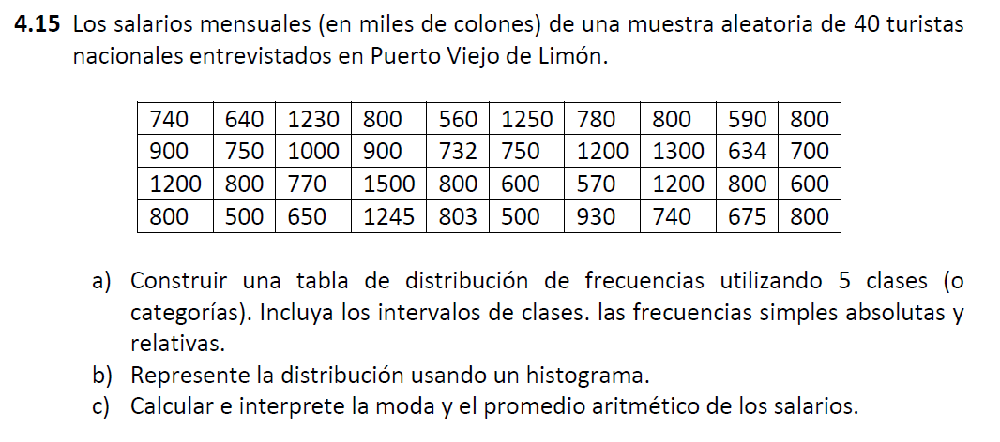 4.15 Los salarios mensuales (en miles de colones) de una muestra aleatoria de 40 turistas
nacionales entrevistados en Puerto Viejo de Limón.
740 640 1230 800 560 1250 780 800 590 800
900 750 1000 900 732 750 1200 1300 634 700
1200 800 770 1500 800 600 570 1200 800 600
800 500 650 1245 803 500 930 740 675 800
a) Construir una tabla de distribución de frecuencias utilizando 5 clases (o
categorías). Incluya los intervalos de clases. las frecuencias simples absolutas y
relativas.
b) Represente la distribución usando un histograma.
c) Calcular e interprete la moda y el promedio aritmético de los salarios.